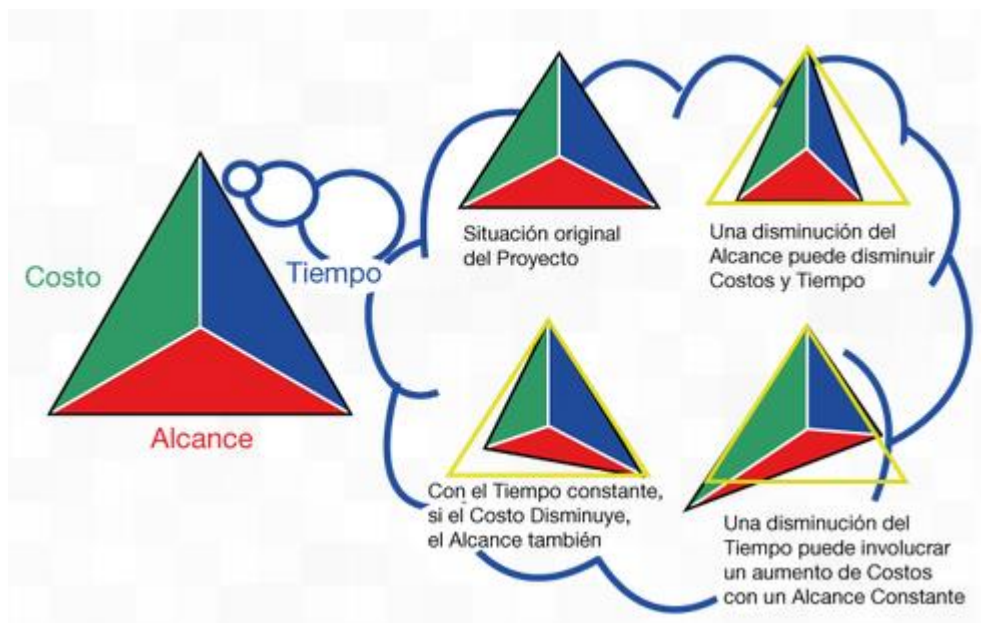 Costo
Tiempo
Alcance
Situación original
del Proyecto
Una disminución del
Alcance puede disminuir
Costos y Tiempo
Con el Tiempo constante,
si el Costo Disminuye,
el Alcance también
Una disminución del
Tiempo puede involucrar
un aumento de Costos
con un Alcance Constante